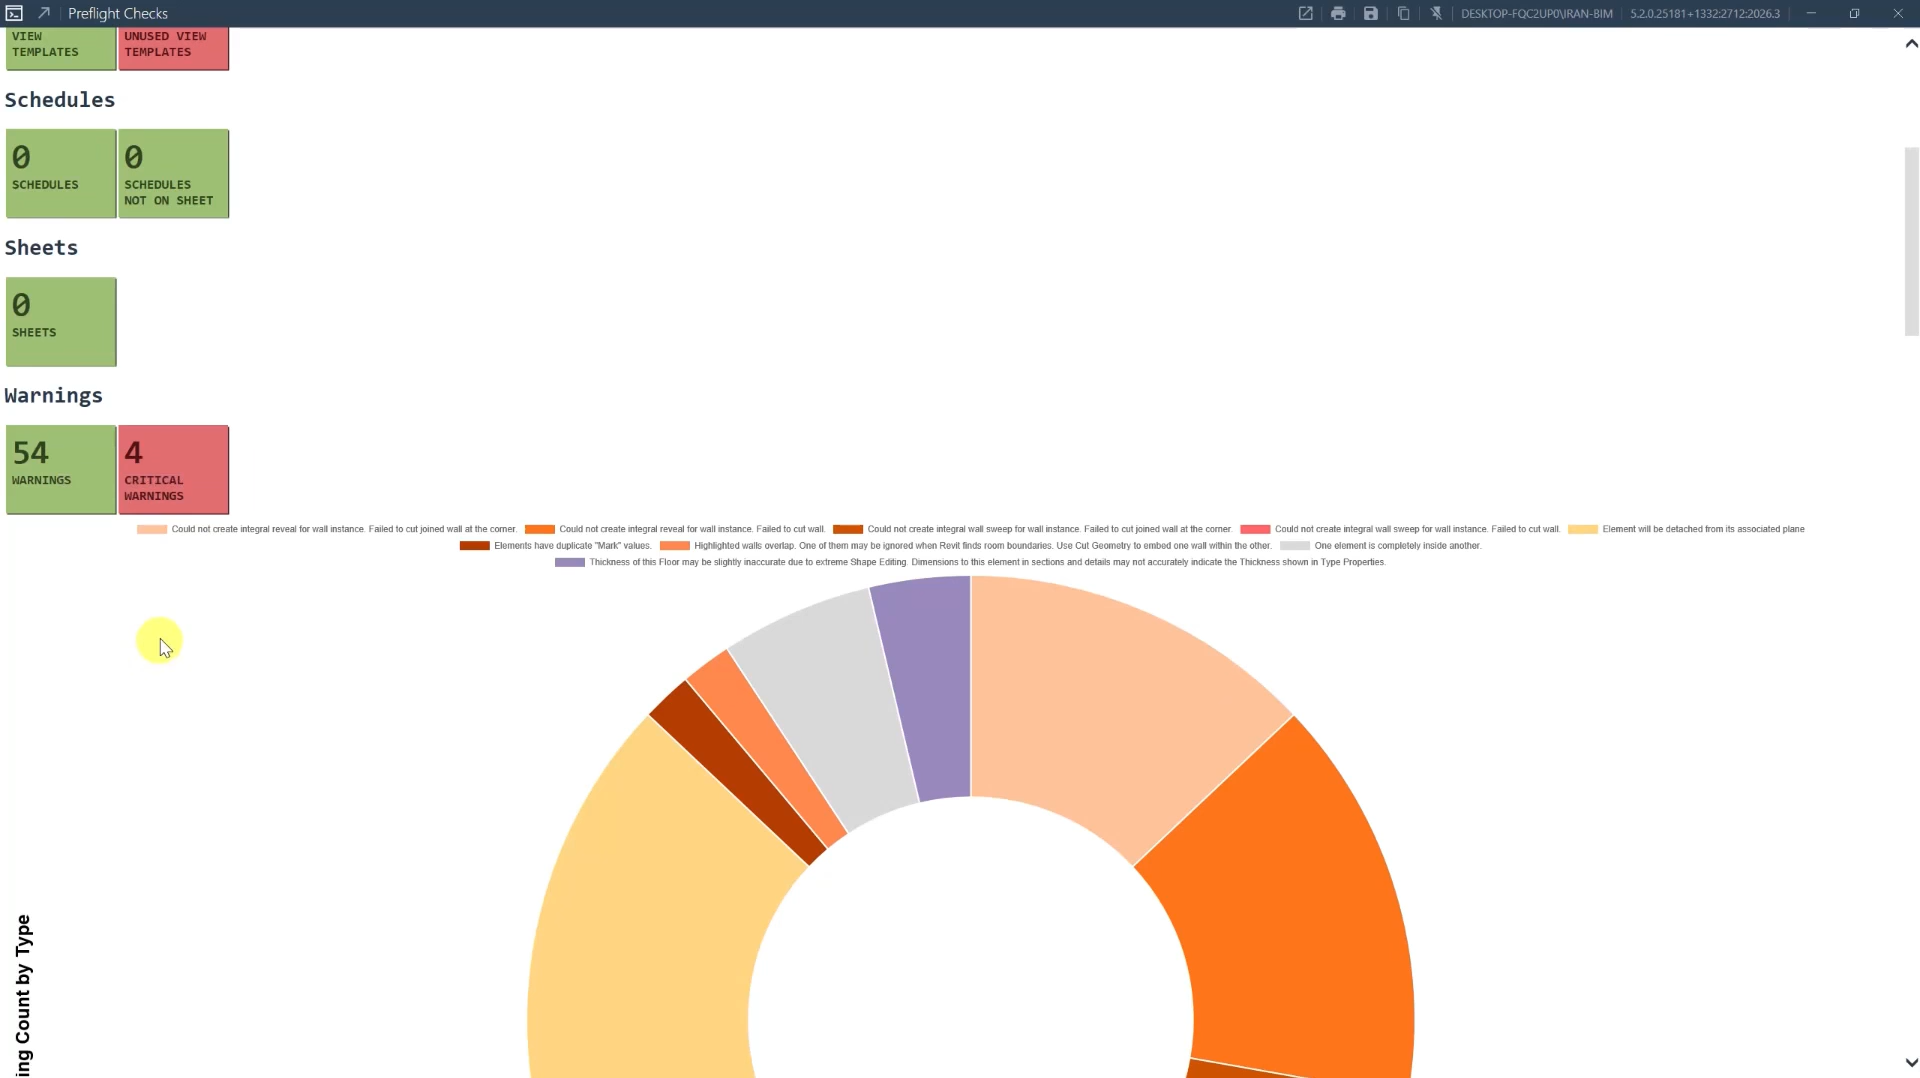 Preflight Checks
DESKTOP-FQC2UP0\IRAN-BIM
5.2.0.25181+1332:2712:2026.3
VIEW
TEMPLATES
UNUSED VIEW
TEMPLATES
Schedules
0
SCHEDULES
0
SCHEDULES
NOT ON SHEET
Sheets
0
SHEETS
Warnings
54
WARNINGS
4
CRITICAL
WARNINGS
Could not create integral reveal for wall instance. Failed to cut joined wall at the corner.
Could not create integral reveal for wall instance. Failed to cut wall.
Could not create integral wall sweep for wall instance. Failed to cut joined wall at the corner
Could not create integral wall sweep for wall instance. Failed to cut wall.
Element will be detached from its associated plane
Elements have duplicate "Mark" values.
Highlighted walls overlap. One of them may be ignored when Revit finds room boundaries. Use Cut Geometry to embed one wall within the other.
One element is completely inside another.
Thickness of this Floor may be slightly inaccurate due to extreme Shape Editing. Dimensions to this element in sections and details may not accurately indicate the Thickness shown in Type Properties.
ing Count by Type